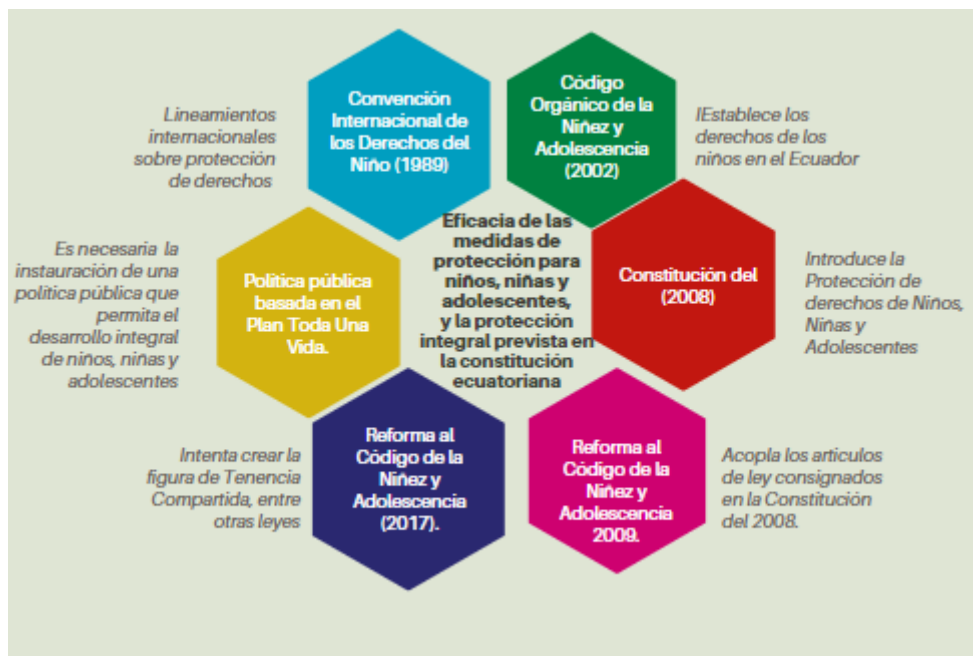 Convención
Internacional de
los Derechos del
Niño (1989)
Lineamientos
internacionales
sobre protección
de derechos
Código
Orgánico de la
Niñez y
Adolescencia
(2002)
lEstablece los
derechos de los
niños en el Ecuador
Eficacia de las
medidas de
protección para
niños, niñas y
adolescentes,
y la protección
integral prevista en
la constitución
ecuatoriana
Constitución del
(2008)
Introduce la
Protección de
derechos de Niños,
Niñas y
Adolescentes
Es necesaria la
instauración de una
política pública que
permita el
desarrollo integral
de niños, niñas y
adolescentes
Política pública
basada en el
Plan Toda Una
Vida.
Intenta crear la
figura de Tenencia
Compartida, entre
otras leyes
Reforma al
Código de la
Niñez y
Adolescencia
(2017).
Reforma al
Código de la
Niñez y
Adolescencia
2009.
Acopla los artículos
de ley consignados
en la Constitución
del 2008.